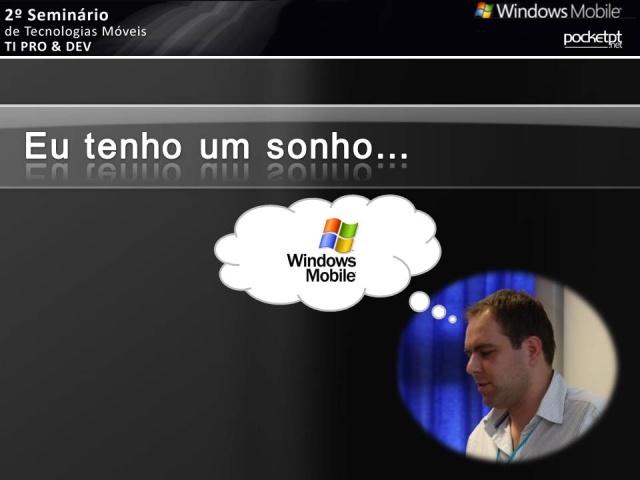 2º Seminário
de Tecnologias Móveis
TI PRO & DEV
Windows Mobile
pocketpt
.net
Eu tenho um sonho...
Windows
Mobile